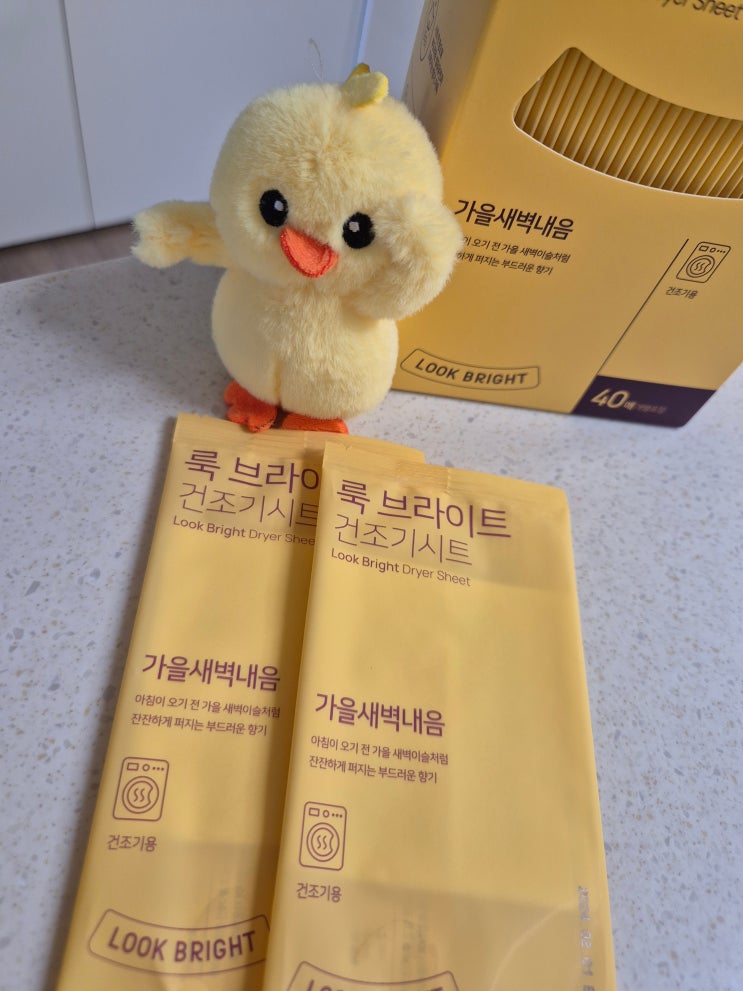 Dryer Sheet
가을새벽내음
이 오기 전 가을 새벽이슬처럼
하게 퍼지는 부드러운 향기
건조기용
LOOK BRIGHT
40매
룩 브라이
건조기시트
Look Bright Dryer Shee
가을새벽내음
아침이 오기 전 가을 새벽이슬처럼
잔잔하게 퍼지는 부드러운 향기
건조기용
LOOK BRIGHT
룩 브라이트
건조기시트
Look Bright Dryer Sheet
가을새벽내음
아침이 오기 전 가을 새벽이슬처럼
잔잔하게 퍼지는 부드러운 향기
건조기용
LOOK BRIGHT